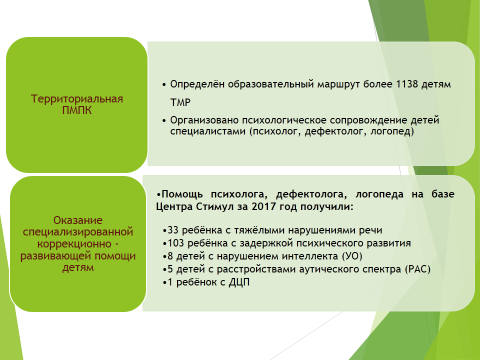 Территориальная
ПМПК
• Определён образовательный маршрут более 1138 детям
ТМР
• Организовано психологическое сопровождение детей
специалистами (психолог, дефектолог, логопед)
Оказание
специализированной
коррекционно -
развивающей помощи
детям
•Помощь психолога, дефектолога, логопеда на базе
Центра Стимул за 2017 год получили:
•33 ребёнка с тяжёлыми нарушениями речи
•103 ребёнка с задержкой психического развития
•8 детей с нарушением интеллекта (УО)
•5 детей с расстройствами аутического спектра (РАС)
•1 ребёнок с ДЦП